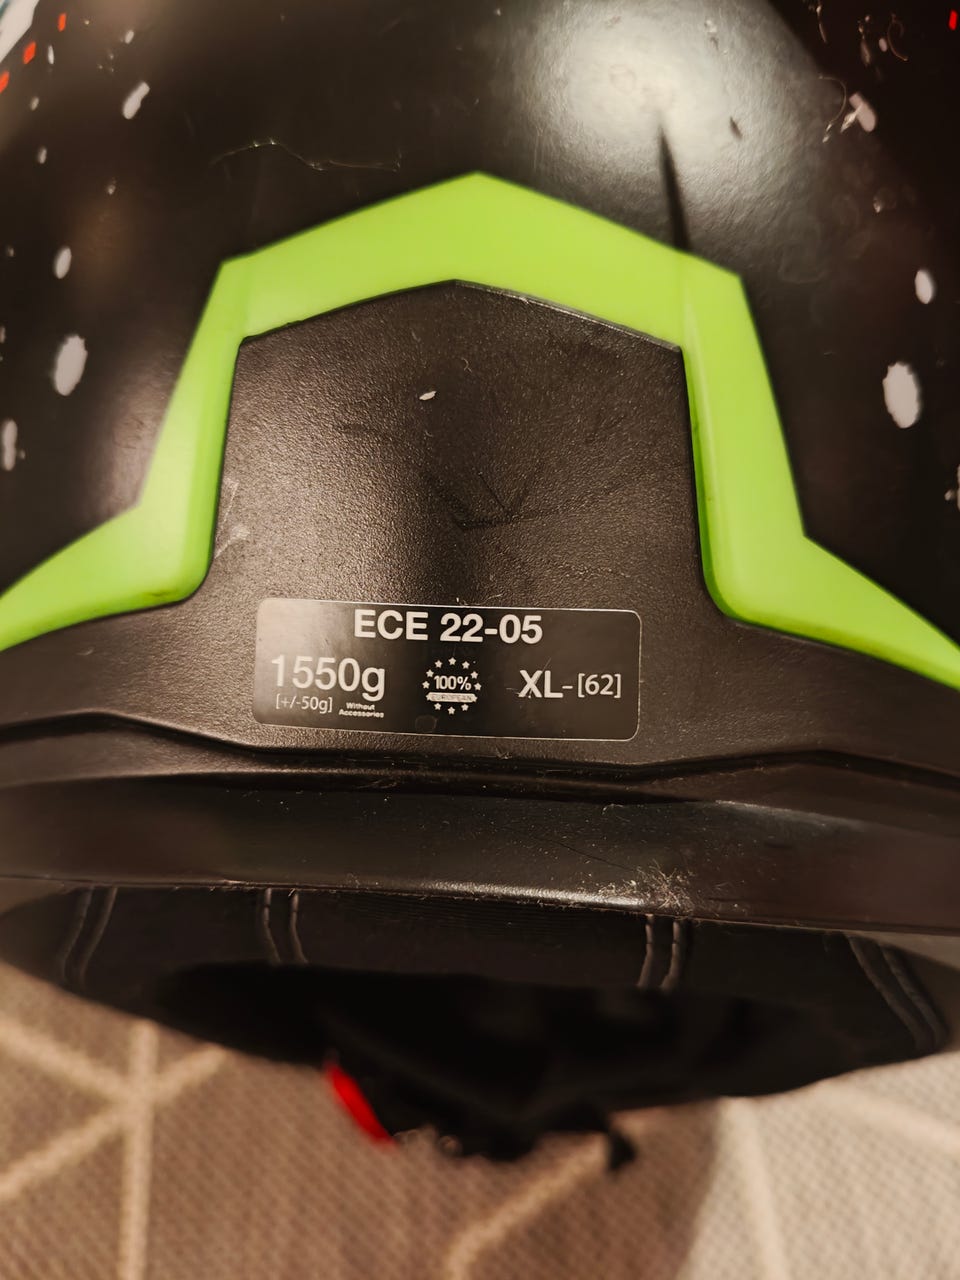 ECE 22-05
1550g
[+/-50g] Without Accessories
100%
EUROPEAN
XL-[62]